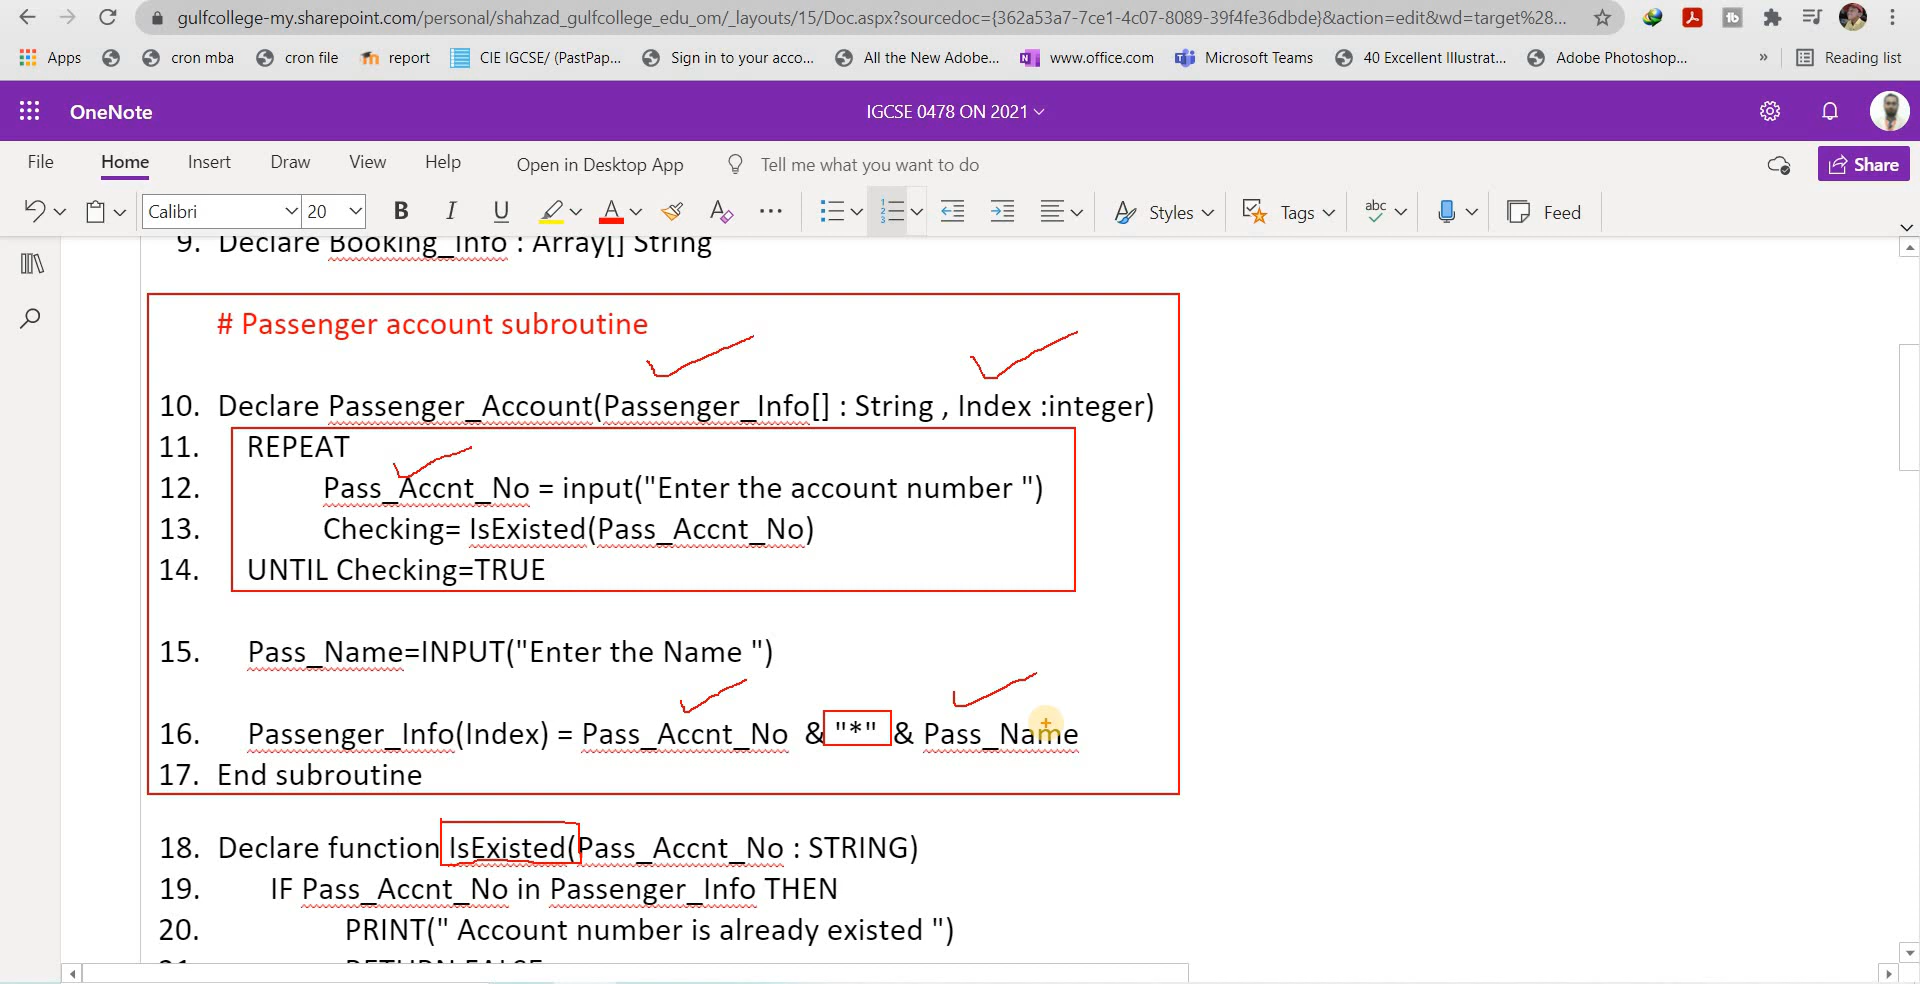 gulfcollege-my.sharepoint.com/personal/shahzad_gulfcollege_edu_om/_layouts/15/Doc.aspx?sourcedoc={362a53a7-7ce1-4c07-8089-39f4fe36dbde}&action=edit&wd=target%28...
Apps cron mba cron file report CIE IGCSE/ (PastPap... Sign in to your acco... All the New Adobe... www.office.com Microsoft Teams 40 Excellent Illustrat... Adobe Photoshop... » Reading list
OneNote IGCSE 0478 ON 2021
File Home Insert Draw View Help Open in Desktop App Tell me what you want to do Share
Calibri 20 B I U A A ... Styles Tags abc Feed
9. Declare Booking_Info : Array[] String
# Passenger account subroutine
10. Declare Passenger_Account(Passenger_Info[] : String , Index :integer)
11. REPEAT
12. Pass_Accnt_No = input("Enter the account number ")
13. Checking= IsExisted(Pass_Accnt_No)
14. UNTIL Checking=TRUE
15. Pass_Name=INPUT("Enter the Name ")
16. Passenger_Info(Index) = Pass_Accnt_No & "*" & Pass_Name
17. End subroutine
18. Declare function IsExisted(Pass_Accnt_No : STRING)
19. IF Pass_Accnt_No in Passenger_Info THEN
20. PRINT(" Account number is already existed ")